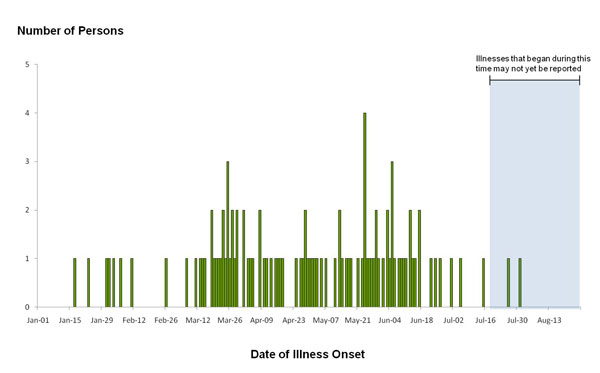 Number of Persons
Illnesses that began during this
time may not yet be reported
5
4
3
2
1
0
Jan-01 Jan-15 Jan-29 Feb-12 Feb-26 Mar-12 Mar-26 Apr-09 Apr-23 May-07 May-21 Jun-04 Jun-18 Jul-02 Jul-16 Jul-30 Aug-13
Date of Illness Onset